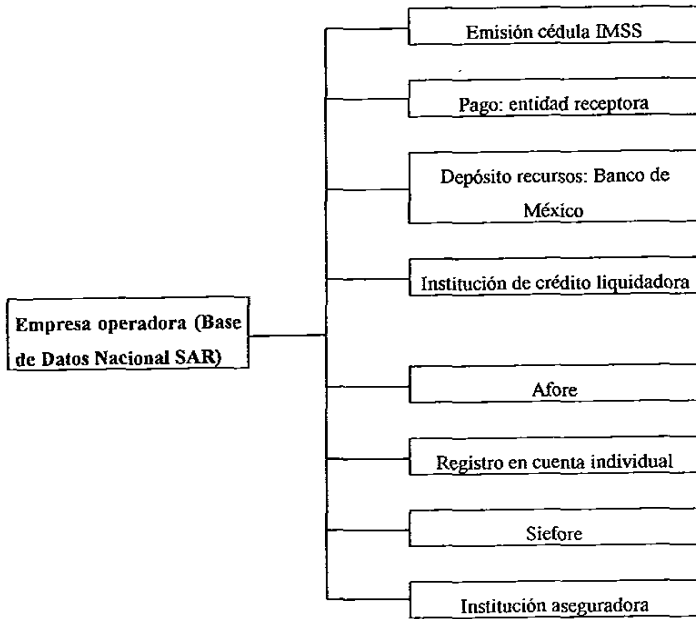 Emisión cédula IMSS
Pago: entidad receptora
Depósito recursos: Banco de
México
Institución de crédito liquidadora
Empresa operadora (Base
de Datos Nacional SAR)
Afore
Registro en cuenta individual
Siefore
Institución aseguradora